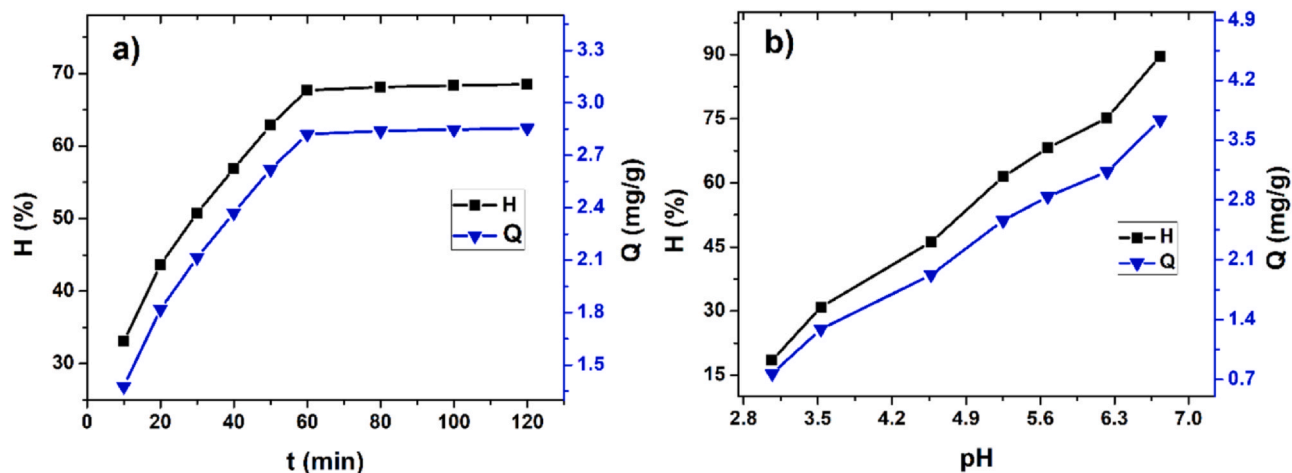 a)
H (%)
70
60
50
40
30
0 20 40 60 80 100 120
t (min)
3.3
3.0
2.7
2.4
2.1
1.8
1.5
Q (mg/g)
H
Q
b)
H (%)
90
75
60
45
30
15
2.8 3.5 4.2 4.9 5.6 6.3 7.0
pH
4.9
4.2
3.5
2.8
2.1
1.4
0.7
Q (mg/g)
H
Q